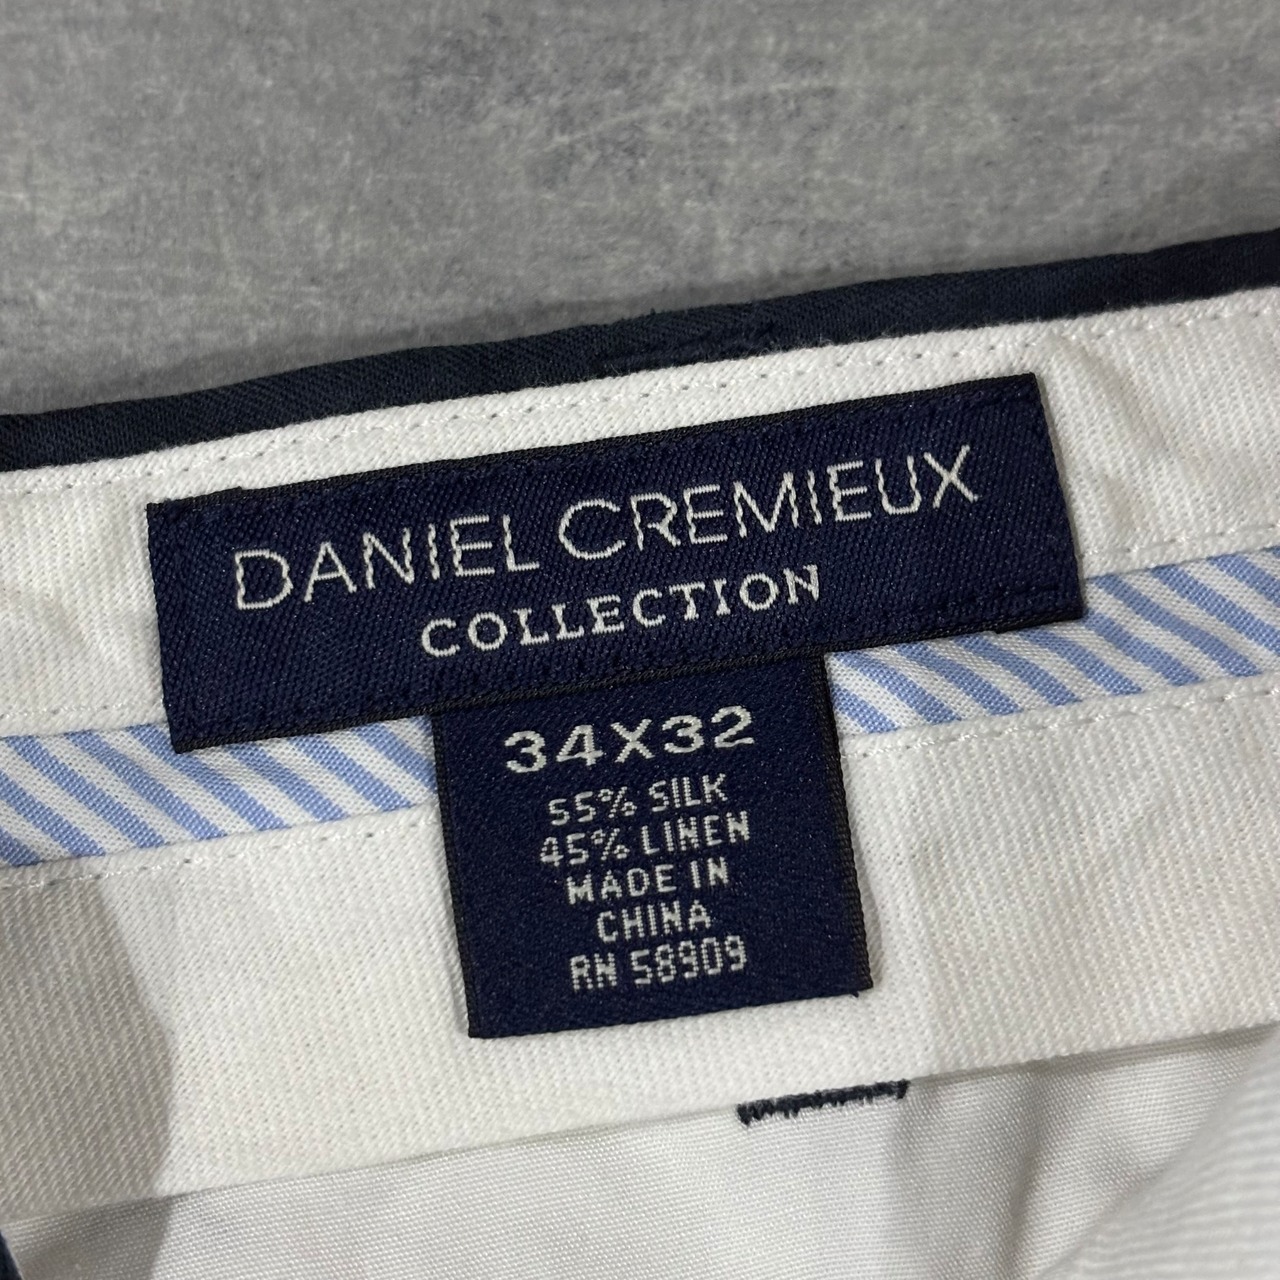 DANIEL CREMIEUX
COLLECTION
34X32
55% SILK
45% LINEN
MADE IN
CHINA
RN 58909